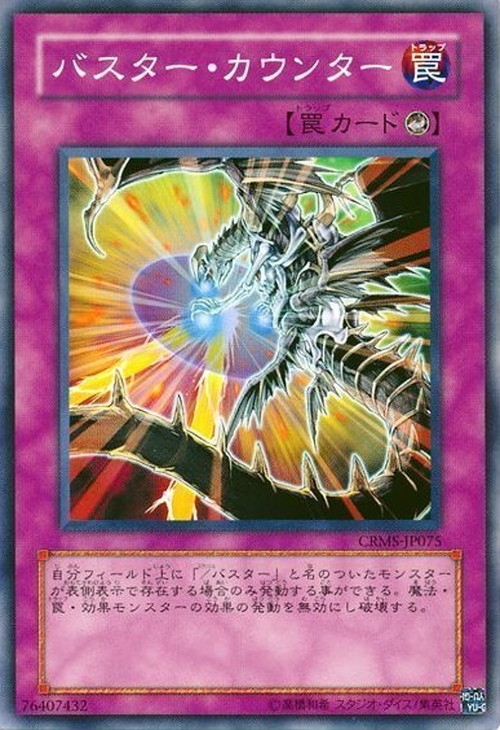 バスター・カウンター 罠
【罠カード】
CRMS-JP075
自分フィールド上に「/バスター」と名のついたモンスター
が表側表示で存在する場合のみ発動する事ができる。魔法・
罠・効果モンスターの効果の発動を無効にし破壊する。
76407432
©高橋和希 スタジオ・ダイス/集英社